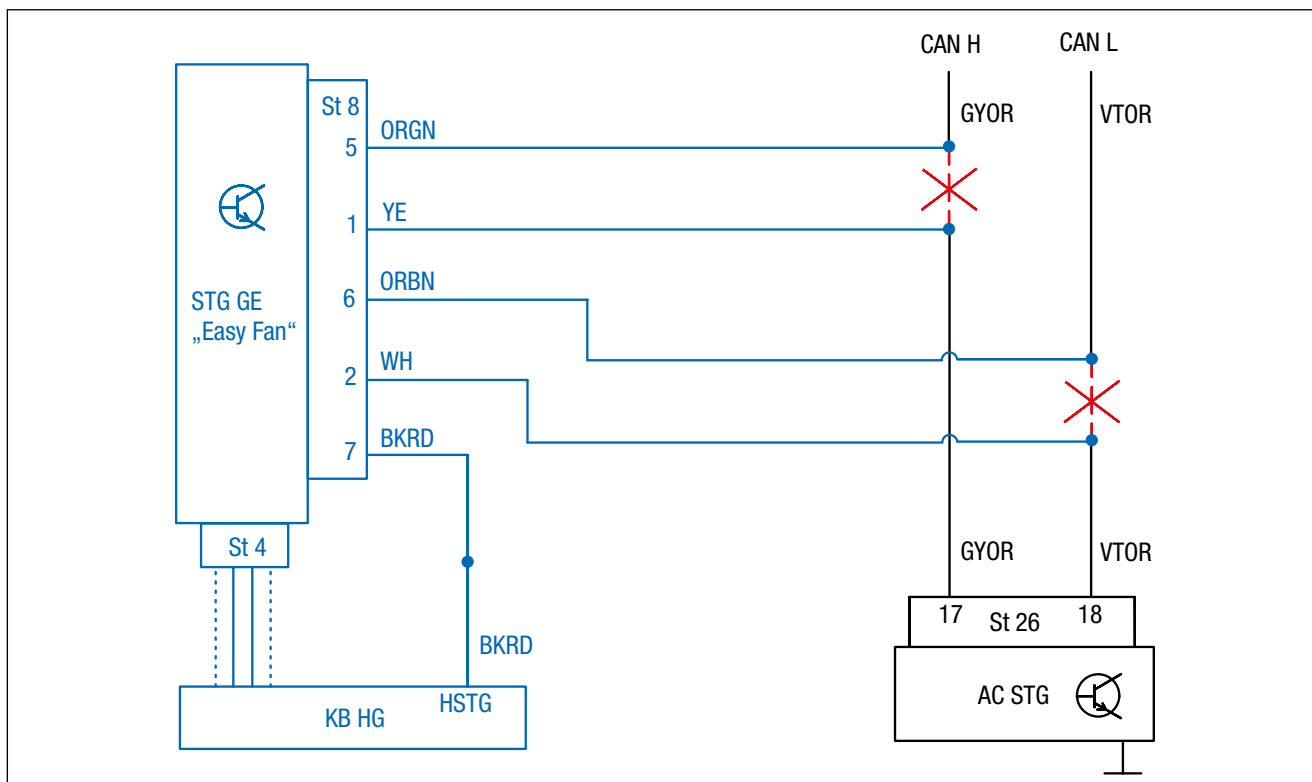 CAN H
CAN L
St 8
ORGN
GYOR
VTOR
5
YE
1
ORBN
STG GE
6
„Easy Fan“
WH
2
BKRD
7
St 4
GYOR
VTOR
17
St 26
18
BKRD
HSTG
KB HG
AC STG